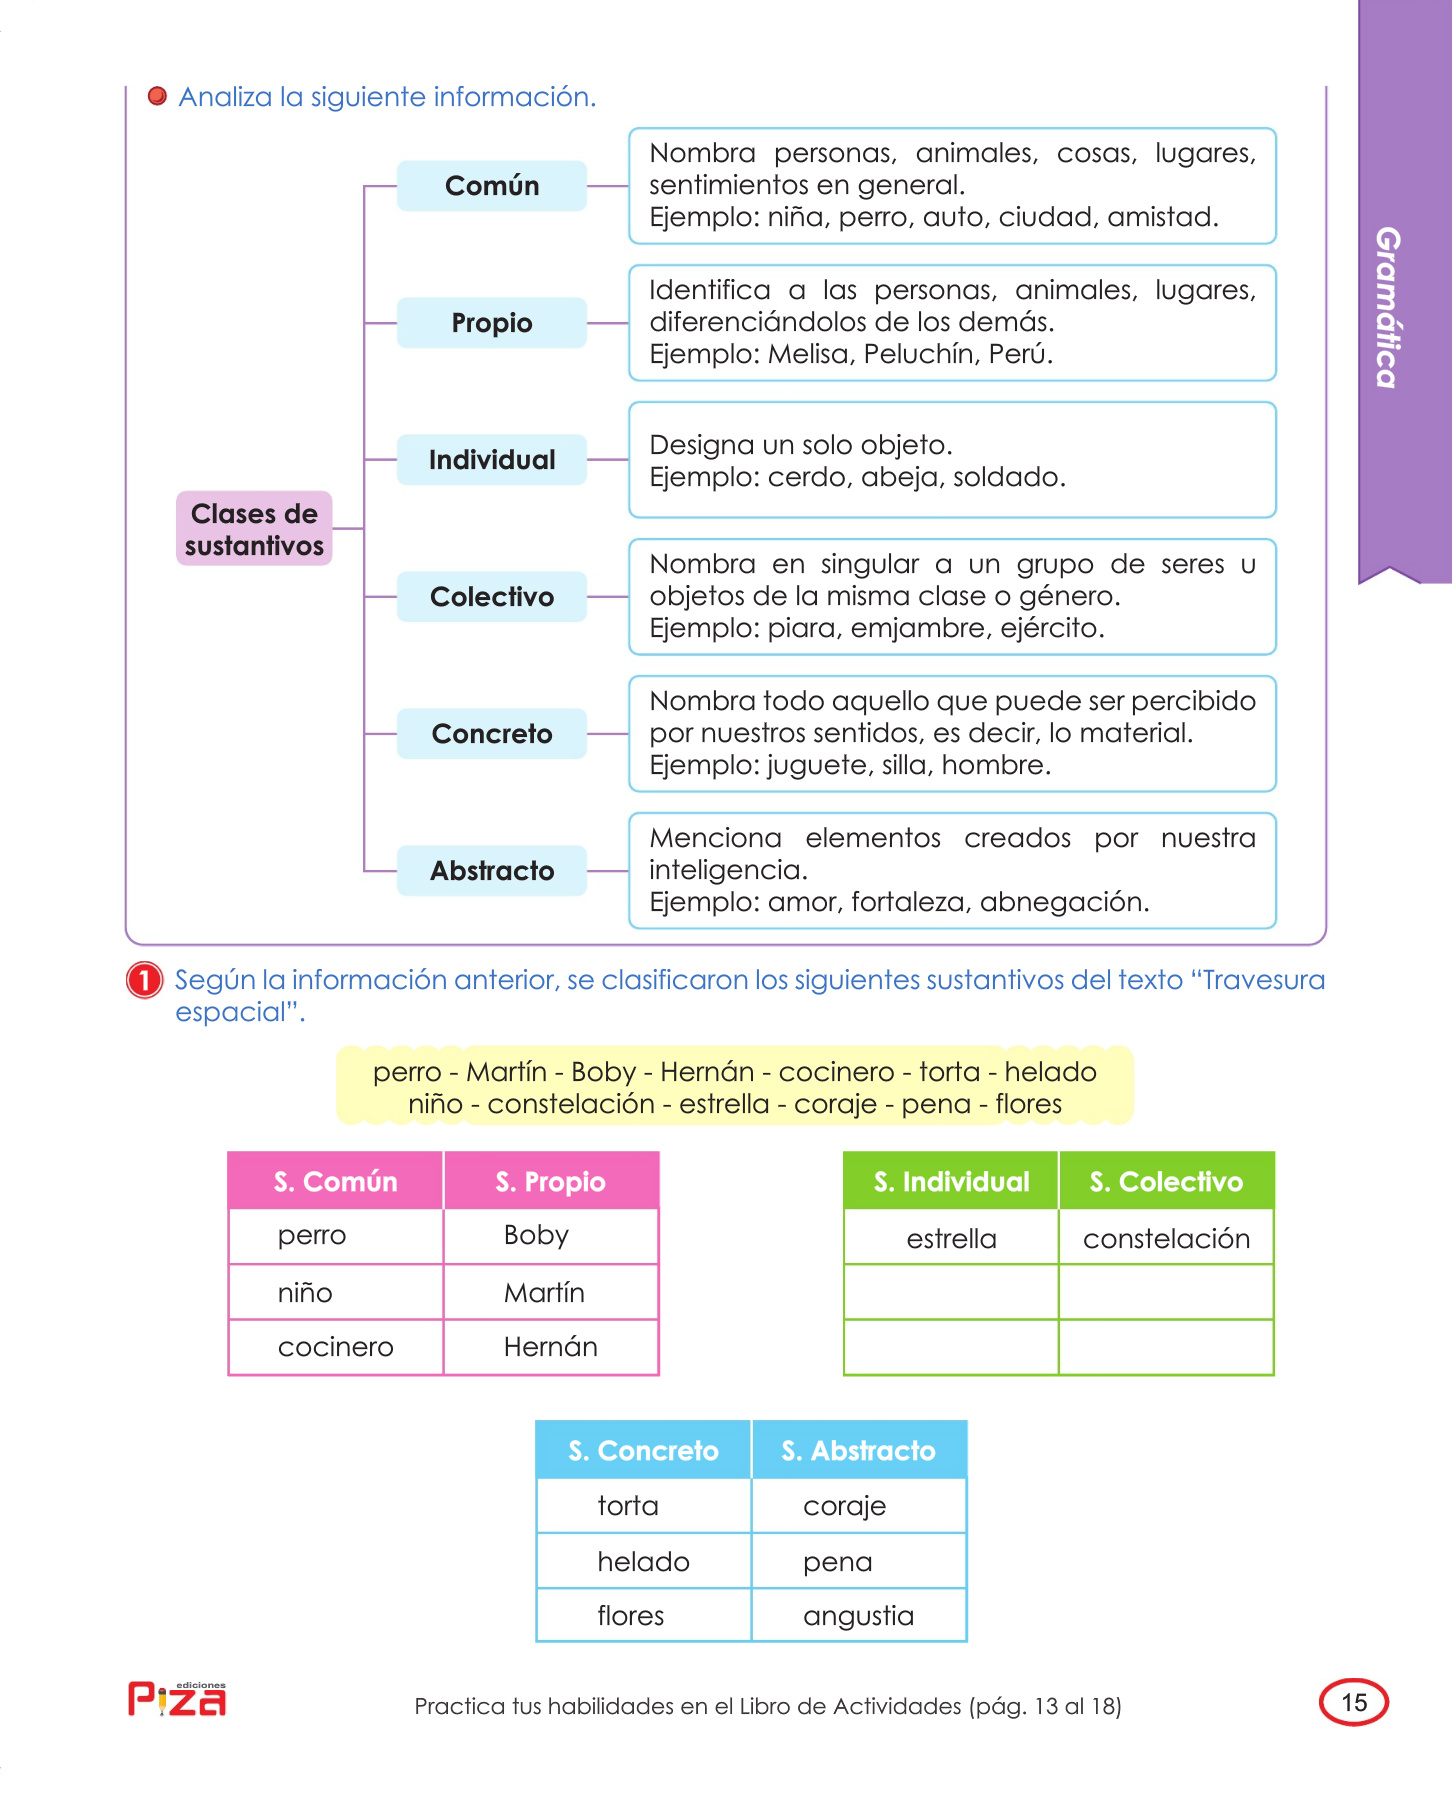 Gramática
Analiza la siguiente información.
Clases de
sustantivos
Común
Nombra personas, animales, cosas, lugares,
sentimientos en general.
Ejemplo: niña, perro, auto, ciudad, amistad.
Propio
Identifica a las personas, animales, lugares,
diferenciándolos de los demás.
Ejemplo: Melisa, Peluchín, Perú.
Individual
Designa un solo objeto.
Ejemplo: cerdo, abeja, soldado.
Colectivo
Nombra en singular a un grupo de seres u
objetos de la misma clase o género.
Ejemplo: piara, emjambre, ejército.
Concreto
Nombra todo aquello que puede ser percibido
por nuestros sentidos, es decir, lo material.
Ejemplo: juguete, silla, hombre.
Abstracto
Menciona elementos creados por nuestra
inteligencia.
Ejemplo: amor, fortaleza, abnegación.
1 Según la información anterior, se clasificaron los siguientes sustantivos del texto “Travesura
espacial”.
perro - Martín - Boby - Hernán - cocinero - torta - helado
niño - constelación - estrella - coraje - pena - flores
S. Común S. Propio
perro Boby
niño Martín
cocinero Hernán
S. Individual S. Colectivo
estrella constelación
S. Concreto S. Abstracto
torta coraje
helado pena
flores angustia
ediciones
Piza
Practica tus habilidades en el Libro de Actividades (pág. 13 al 18)
15